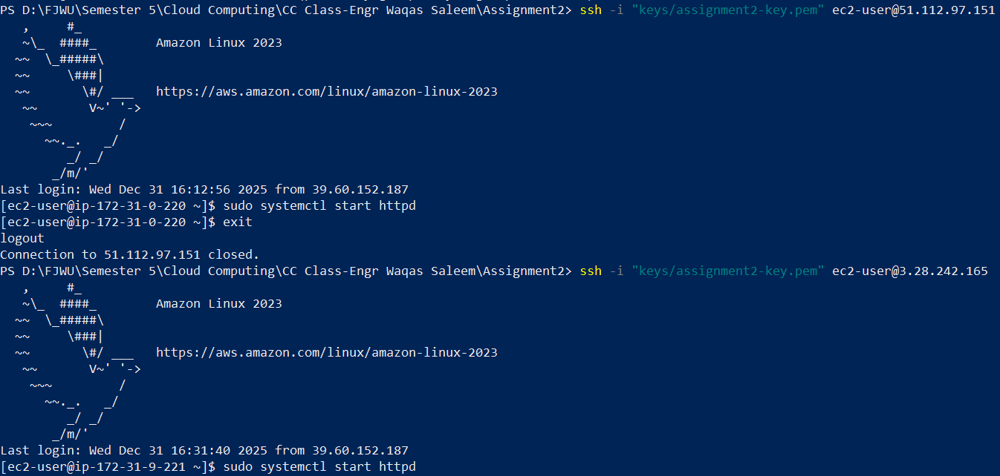 PS D:\FJWU\Semester 5\Cloud Computing\CC Class-Engr Waqas Saleem\Assignment2> ssh -i "keys/assignment2-key.pem" ec2-user@51.112.97.151
   ,     #_
   ~\_  ####_        Amazon Linux 2023
  ~~  \_#####\
  ~~     \###|
  ~~       \#/ ___   https://aws.amazon.com/linux/amazon-linux-2023
   ~~       V~' '->
    ~~~         /
      ~~._.   _/
         _/ _/
       _/m/'
Last login: Wed Dec 31 16:12:56 2025 from 39.60.152.187
[ec2-user@ip-172-31-0-220 ~]$ sudo systemctl start httpd
[ec2-user@ip-172-31-0-220 ~]$ exit
logout
Connection to 51.112.97.151 closed.
PS D:\FJWU\Semester 5\Cloud Computing\CC Class-Engr Waqas Saleem\Assignment2> ssh -i "keys/assignment2-key.pem" ec2-user@3.28.242.165
   ,     #_
   ~\_  ####_        Amazon Linux 2023
  ~~  \_#####\
  ~~     \###|
  ~~       \#/ ___   https://aws.amazon.com/linux/amazon-linux-2023
   ~~       V~' '->
    ~~~         /
      ~~._.   _/
         _/ _/
       _/m/'
Last login: Wed Dec 31 16:31:40 2025 from 39.60.152.187
[ec2-user@ip-172-31-9-221 ~]$ sudo systemctl start httpd